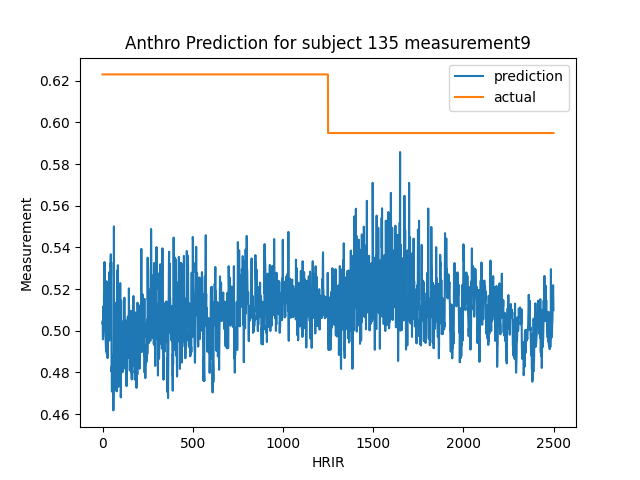 Anthro Prediction for subject 135 measurement9
prediction
actual
Measurement
0.62
0.60
0.58
0.56
0.54
0.52
0.50
0.48
0.46
0 500 1000 1500 2000 2500
HRIR